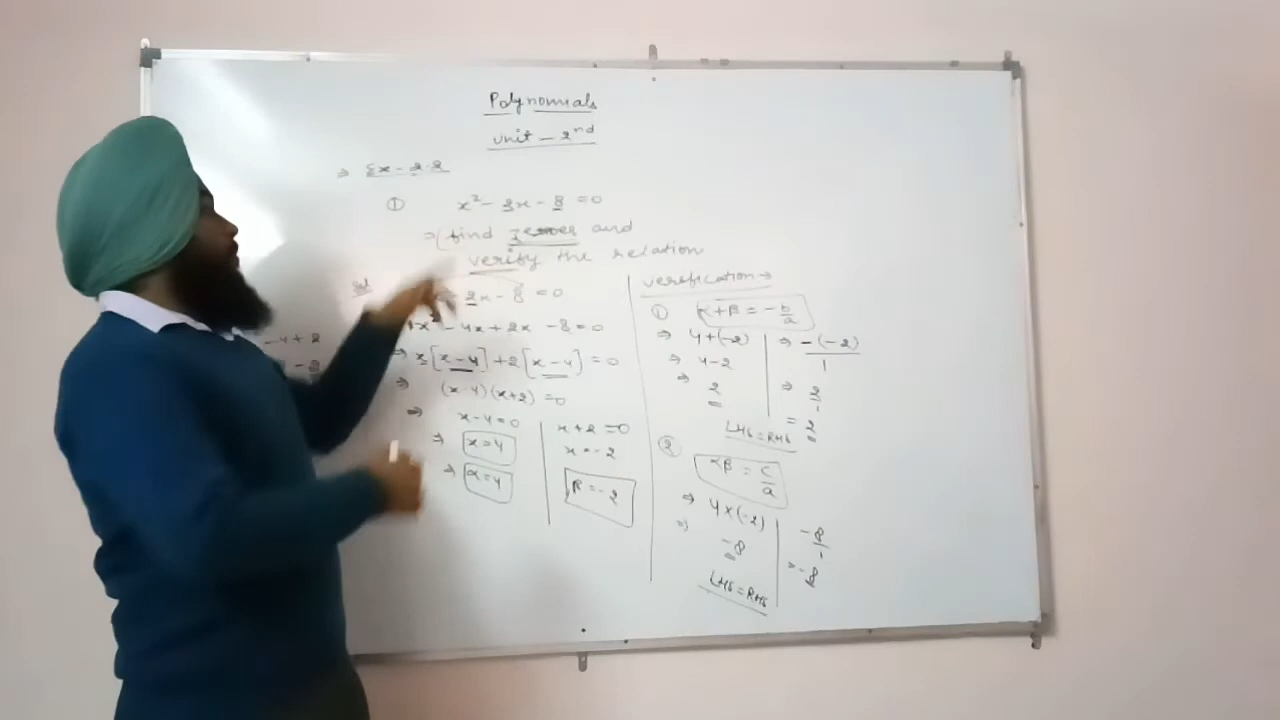 Polynomials
Unit - 2nd
⇒ Ex - 2.2
① x² - 2x - 8 = 0
⇒ find zeroes and
verify the relation
Sol
2x - 8 = 0
x² - 4x + 2x - 8 = 0
- 4 + 2
⇒ x[x-4] + 2[x-4] = 0
- 8
⇒ (x-4)(x+2) = 0
⇒ x-4=0
⇒ x=4
⇒ α=4
x+2=0
x=-2
β=-2
verification →
① α+β = -b/a
⇒ 4+(-2)
⇒ 4-2
⇒ 2
⇒ -(-2)/1
⇒ 2/1
= 2
LHS=RHS
② αβ = c/a
⇒ 4×(-2)
⇒ -8
-8/1
= -8
LHS=RHS